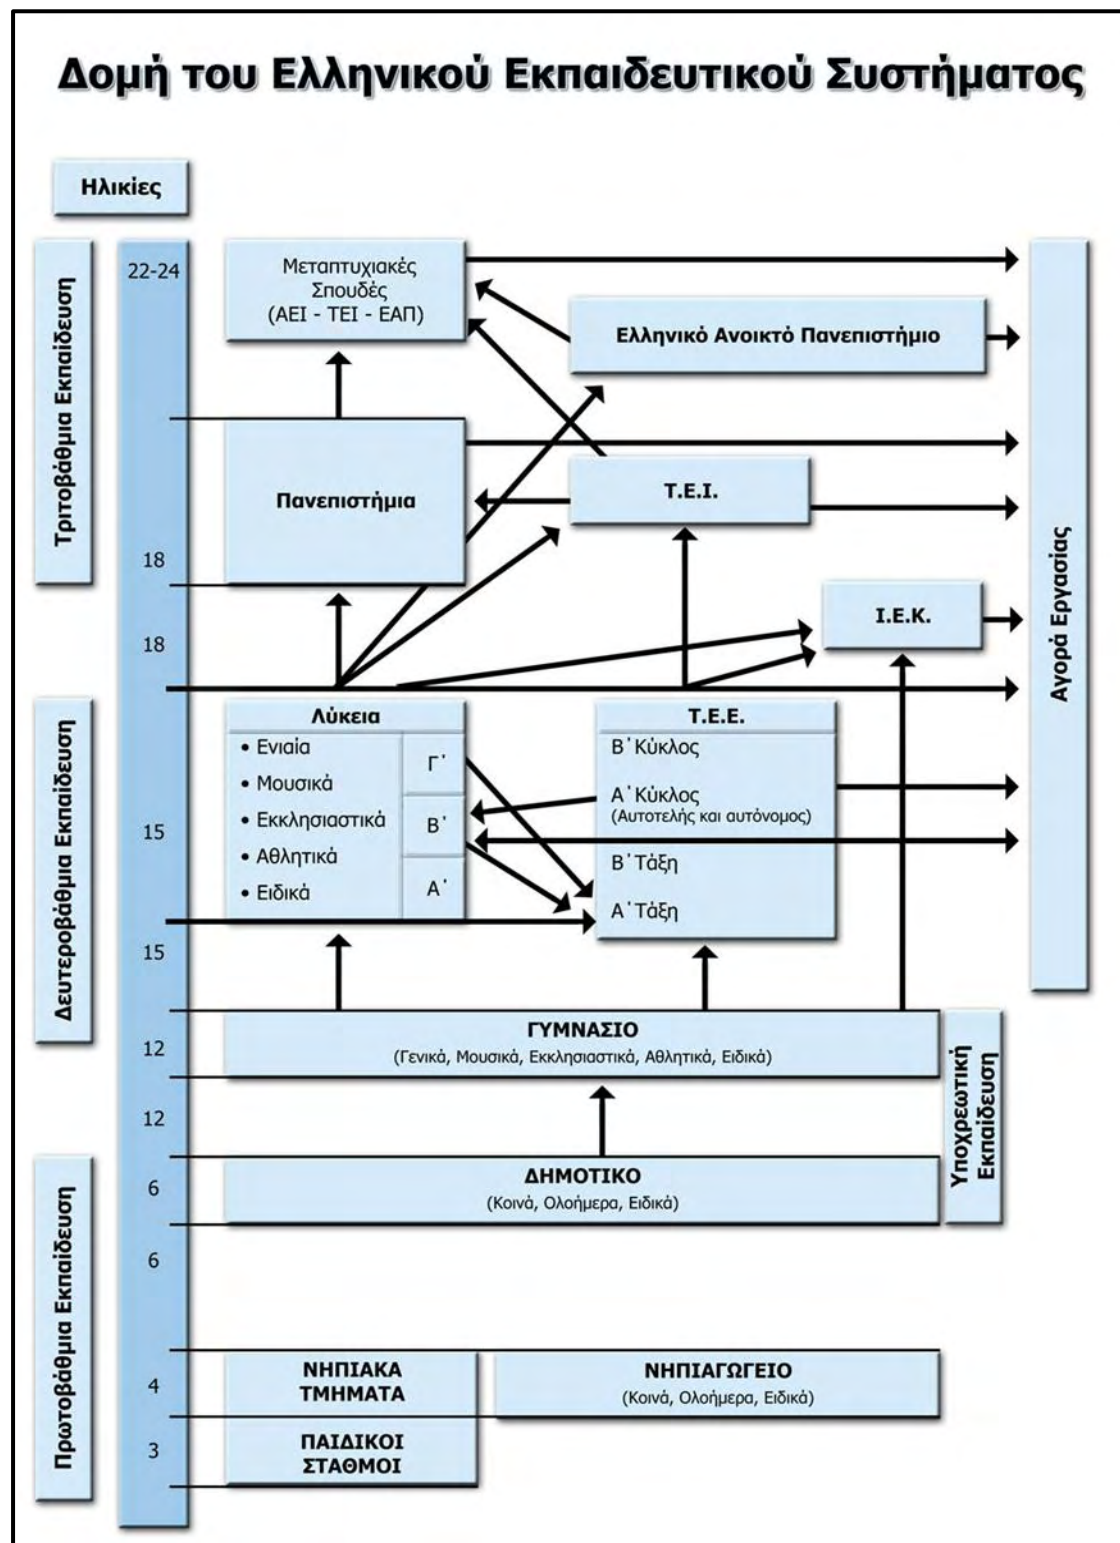 Δομή του Ελληνικού Εκπαιδευτικού Συστήματος
Ηλικίες
Τριτοβάθμια Εκπαίδευση
22-24
Μεταπτυχιακές
Σπουδές
(ΑΕΙ - ΤΕΙ - ΕΑΠ)
Ελληνικό Ανοικτό Πανεπιστήμιο
Πανεπιστήμια
Τ.Ε.Ι.
18
Ι.Ε.Κ.
18
Αγορά Εργασίας
Δευτεροβάθμια Εκπαίδευση
Λύκεια
• Ενιαία
• Μουσικά
• Εκκλησιαστικά
• Αθλητικά
• Ειδικά
Γ΄
Β΄
Α΄
Τ.Ε.Ε.
Β΄Κύκλος
Α΄Κύκλος
(Αυτοτελής και αυτόνομος)
Β΄Τάξη
Α΄Τάξη
15
15
12
ΓΥΜΝΑΣΙΟ
(Γενικά, Μουσικά, Εκκλησιαστικά, Αθλητικά, Ειδικά)
Υποχρεωτική
Εκπαίδευση
12
Πρωτοβάθμια Εκπαίδευση
6
ΔΗΜΟΤΙΚΟ
(Κοινά, Ολοήμερα, Ειδικά)
6
4
ΝΗΠΙΑΚΑ
ΤΜΗΜΑΤΑ
ΝΗΠΙΑΓΩΓΕΙΟ
(Κοινά, Ολοήμερα, Ειδικά)
3
ΠΑΙΔΙΚΟΙ
ΣΤΑΘΜΟΙ